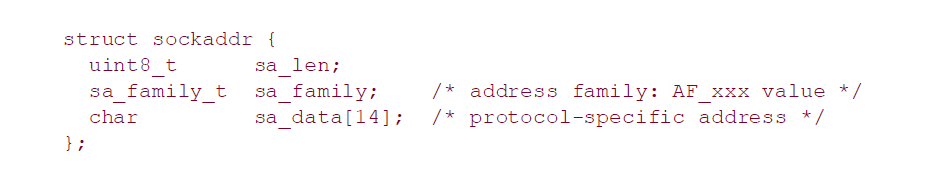 struct sockaddr {
  uint8_t      sa_len;
  sa_family_t  sa_family;    /* address family: AF_xxx value */
  char         sa_data[14];  /* protocol-specific address */
};